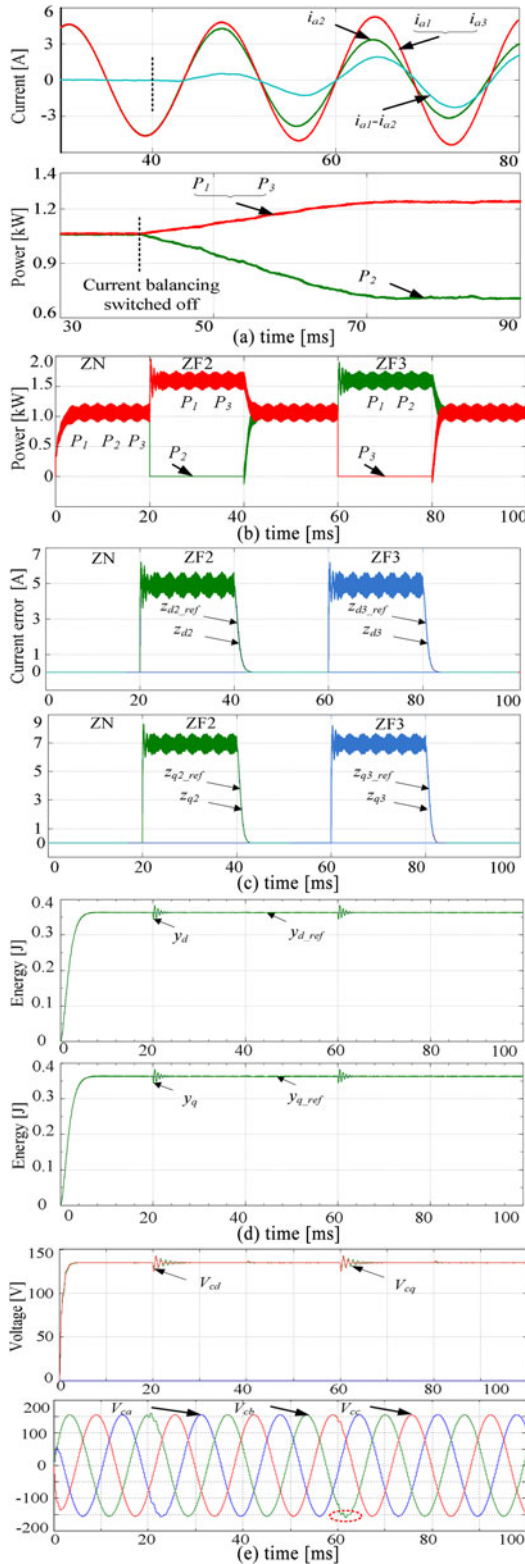 Current [A]
6
3
0
-3
40
60
80
i_a2
i_a1 i_a3
i_a1-i_a2
Power [kW]
1.4
1.2
0.9
0.6
P_1 P_3
P_2
Current balancing
switched off
30 50 70 90
(a) time [ms]
Power [kW]
2.0
1.5
1.0
0.5
0
ZN ZF2 ZF3
P_1 P_2 P_3
P_1 P_3
P_2
P_1 P_2
P_3
0 20 40 60 80 100
(b) time [ms]
Current error [A]
7
5
3
1
0
ZN ZF2 ZF3
z_d2_ref
z_d2
z_d3_ref
z_d3
0 20 40 60 80 100
9
7
5
3
1
0
ZN ZF2 ZF3
z_q2_ref
z_q2
z_q3_ref
z_q3
0 20 40 60 80 100
(c) time [ms]
Energy [J]
0.4
0.3
0.2
0.1
0
y_d
y_d_ref
0 20 40 60 80 100
Energy [J]
0.4
0.3
0.2
0.1
0
y_q
y_q_ref
0 20 40 60 80 100
(d) time [ms]
Voltage [V]
150
100
50
0
V_cd
V_cq
0 20 40 60 80 100
200
100
0
-100
-200
V_ca V_cb V_cc
0 20 40 60 80 100
(e) time [ms]